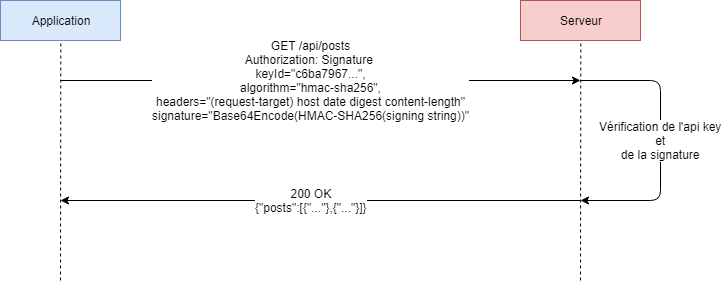 Application
Serveur
GET /api/posts
Authorization: Signature
keyId="c6ba7967...",
algorithm="hmac-sha256",
headers="(request-target) host date digest content-length"
signature="Base64Encode(HMAC-SHA256(signing string))"
Vérification de l'api key
et
de la signature
200 OK
{"posts":[{"..."},{"..."}]}